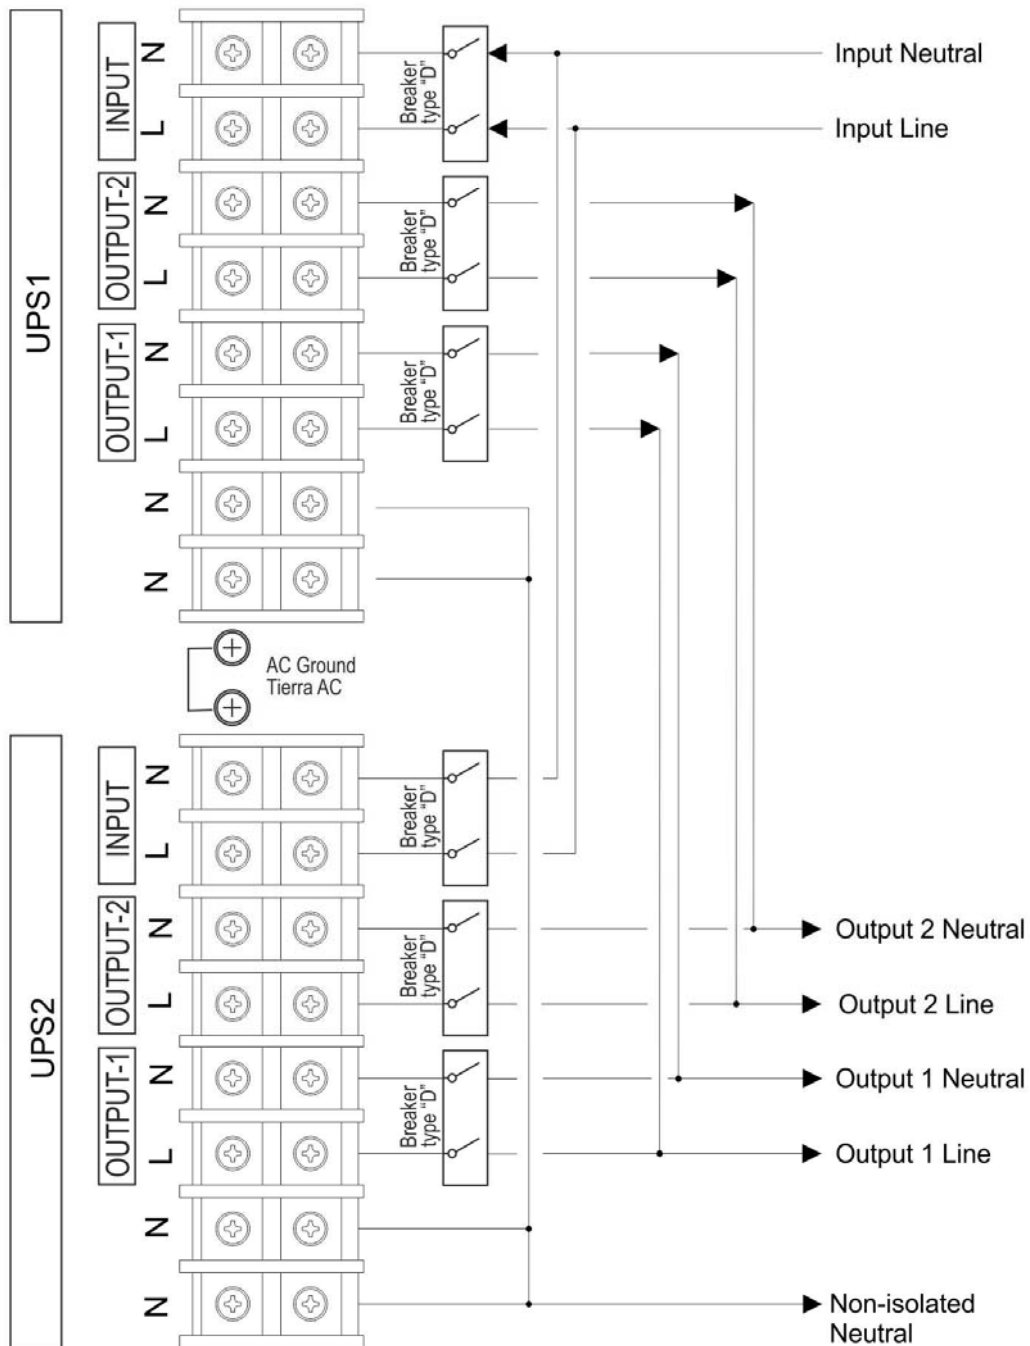 UPS1
INPUT
N
L
Breaker
type "D"
Input Neutral
Input Line
OUTPUT-2
N
L
Breaker
type "D"
OUTPUT-1
N
L
Breaker
type "D"
N
N
AC Ground
Tierra AC
UPS2
INPUT
N
L
Breaker
type "D"
OUTPUT-2
N
L
Breaker
type "D"
Output 2 Neutral
Output 2 Line
OUTPUT-1
N
L
Breaker
type "D"
Output 1 Neutral
Output 1 Line
N
N
Non-isolated
Neutral